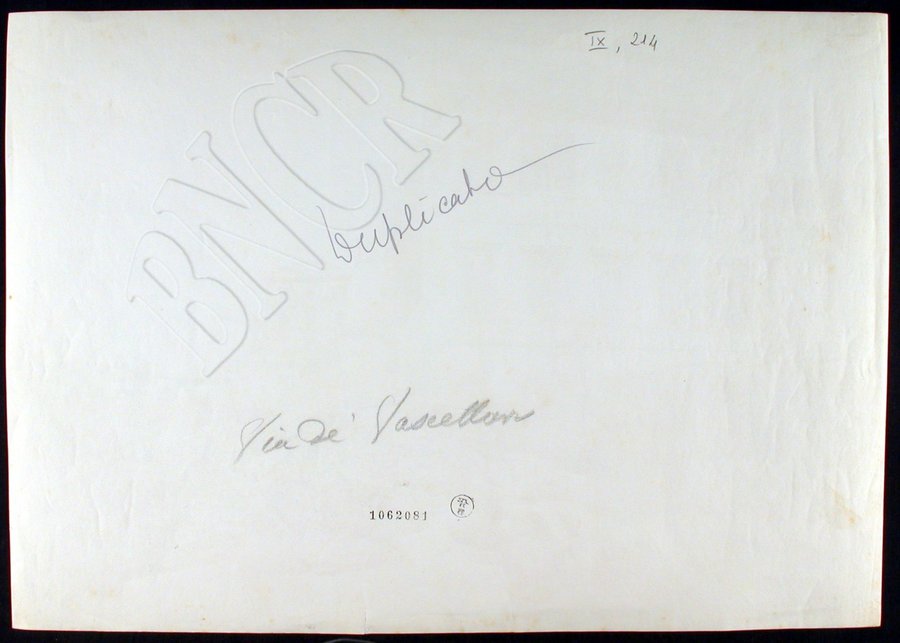 IX, 214
BNCR
Duplicato
Via de' Vascellari
1062081